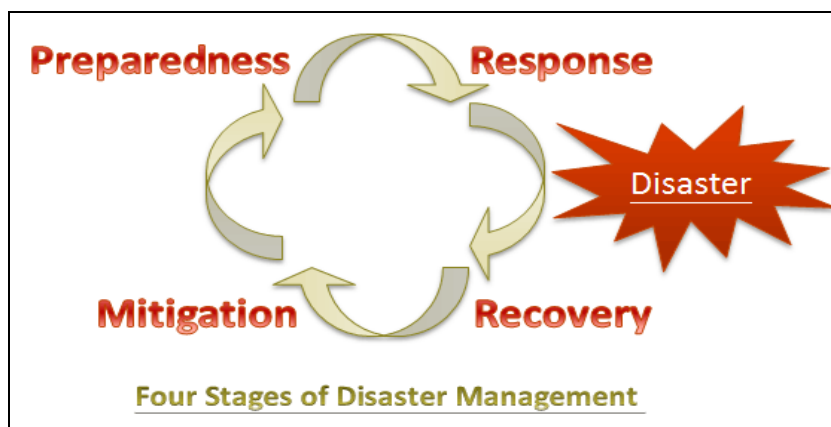 Preparedness
Response
Disaster
Mitigation
Recovery
Four Stages of Disaster Management